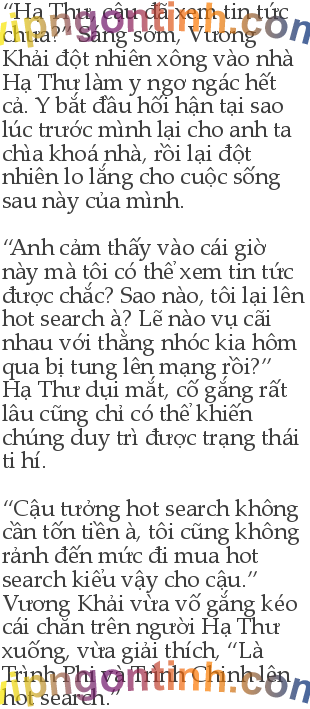 “Hạ Thư, cậu đã xem tin tức
chưa?” Sáng sớm, Vương
Khải đột nhiên xông vào nhà
Hạ Thư làm y ngơ ngác hết
cả. Y bắt đầu hối hận tại sao
lúc trước mình lại cho anh ta
chìa khoá nhà, rồi lại đột
nhiên lo lắng cho cuộc sống
sau này của mình.
“Anh cảm thấy vào cái giờ
này mà tôi có thể xem tin tức
được chắc? Sao nào, tôi lại lên
hot search à? Lẽ nào vụ cãi
nhau với thằng nhóc kia hôm
qua bị tung lên mạng rồi?”
Hạ Thư dụi mắt, cố gắng rất
lâu cũng chỉ có thể khiến
chúng duy trì được trạng thái
ti hí.
“Cậu tưởng hot search không
cần tốn tiền à, tôi cũng không
rảnh đến mức đi mua hot
search kiểu vậy cho cậu.”
Vương Khải vừa vố gắng kéo
cái chăn trên người Hạ Thư
xuống, vừa giải thích, “Là
Trình Phi và Trình Chinh lên
hot search.”
vipngontinh.com
vipngontinh.com